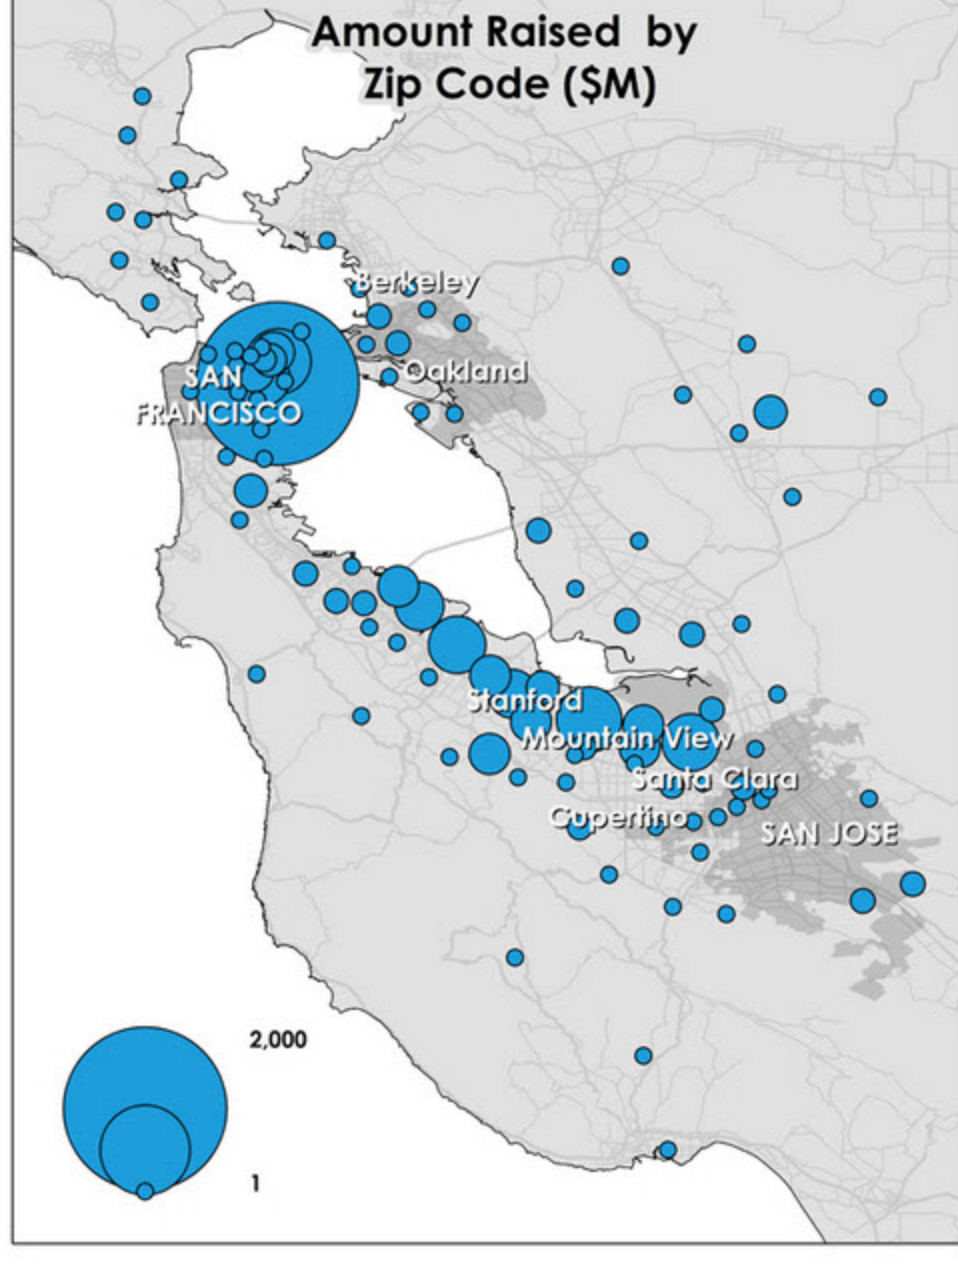 Amount Raised by
Zip Code ($M)
Berkeley
Oakland
SAN
FRANCISCO
Stanford
Mountain View
Santa Clara
Cupertino
SAN JOSE
2,000
1